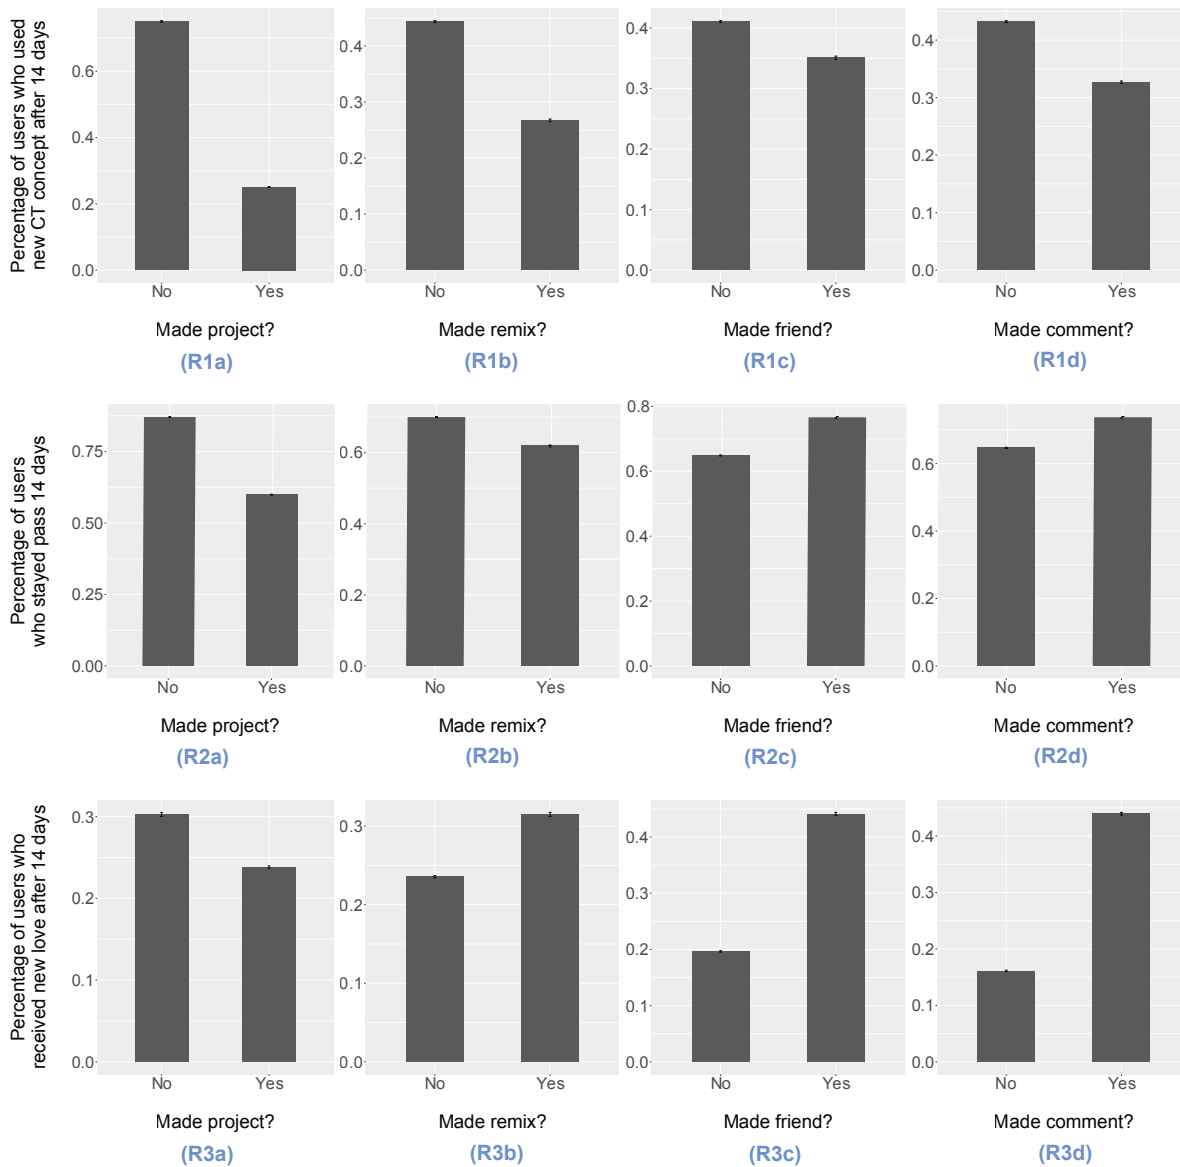 Percentage of users who used
new CT concept after 14 days
0.6
0.4
0.2
0.0
No Yes
Made project?
(R1a)
0.4
0.3
0.2
0.1
0.0
No Yes
Made remix?
(R1b)
0.4
0.3
0.2
0.1
0.0
No Yes
Made friend?
(R1c)
0.4
0.3
0.2
0.1
0.0
No Yes
Made comment?
(R1d)
Percentage of users
who stayed pass 14 days
0.75
0.50
0.25
0.00
No Yes
Made project?
(R2a)
0.6
0.4
0.2
0.0
No Yes
Made remix?
(R2b)
0.8
0.6
0.4
0.2
0.0
No Yes
Made friend?
(R2c)
0.6
0.4
0.2
0.0
No Yes
Made comment?
(R2d)
Percentage of users who
received new love after 14 days
0.3
0.2
0.1
0.0
No Yes
Made project?
(R3a)
0.3
0.2
0.1
0.0
No Yes
Made remix?
(R3b)
0.4
0.3
0.2
0.1
0.0
No Yes
Made friend?
(R3c)
0.4
0.3
0.2
0.1
0.0
No Yes
Made comment?
(R3d)